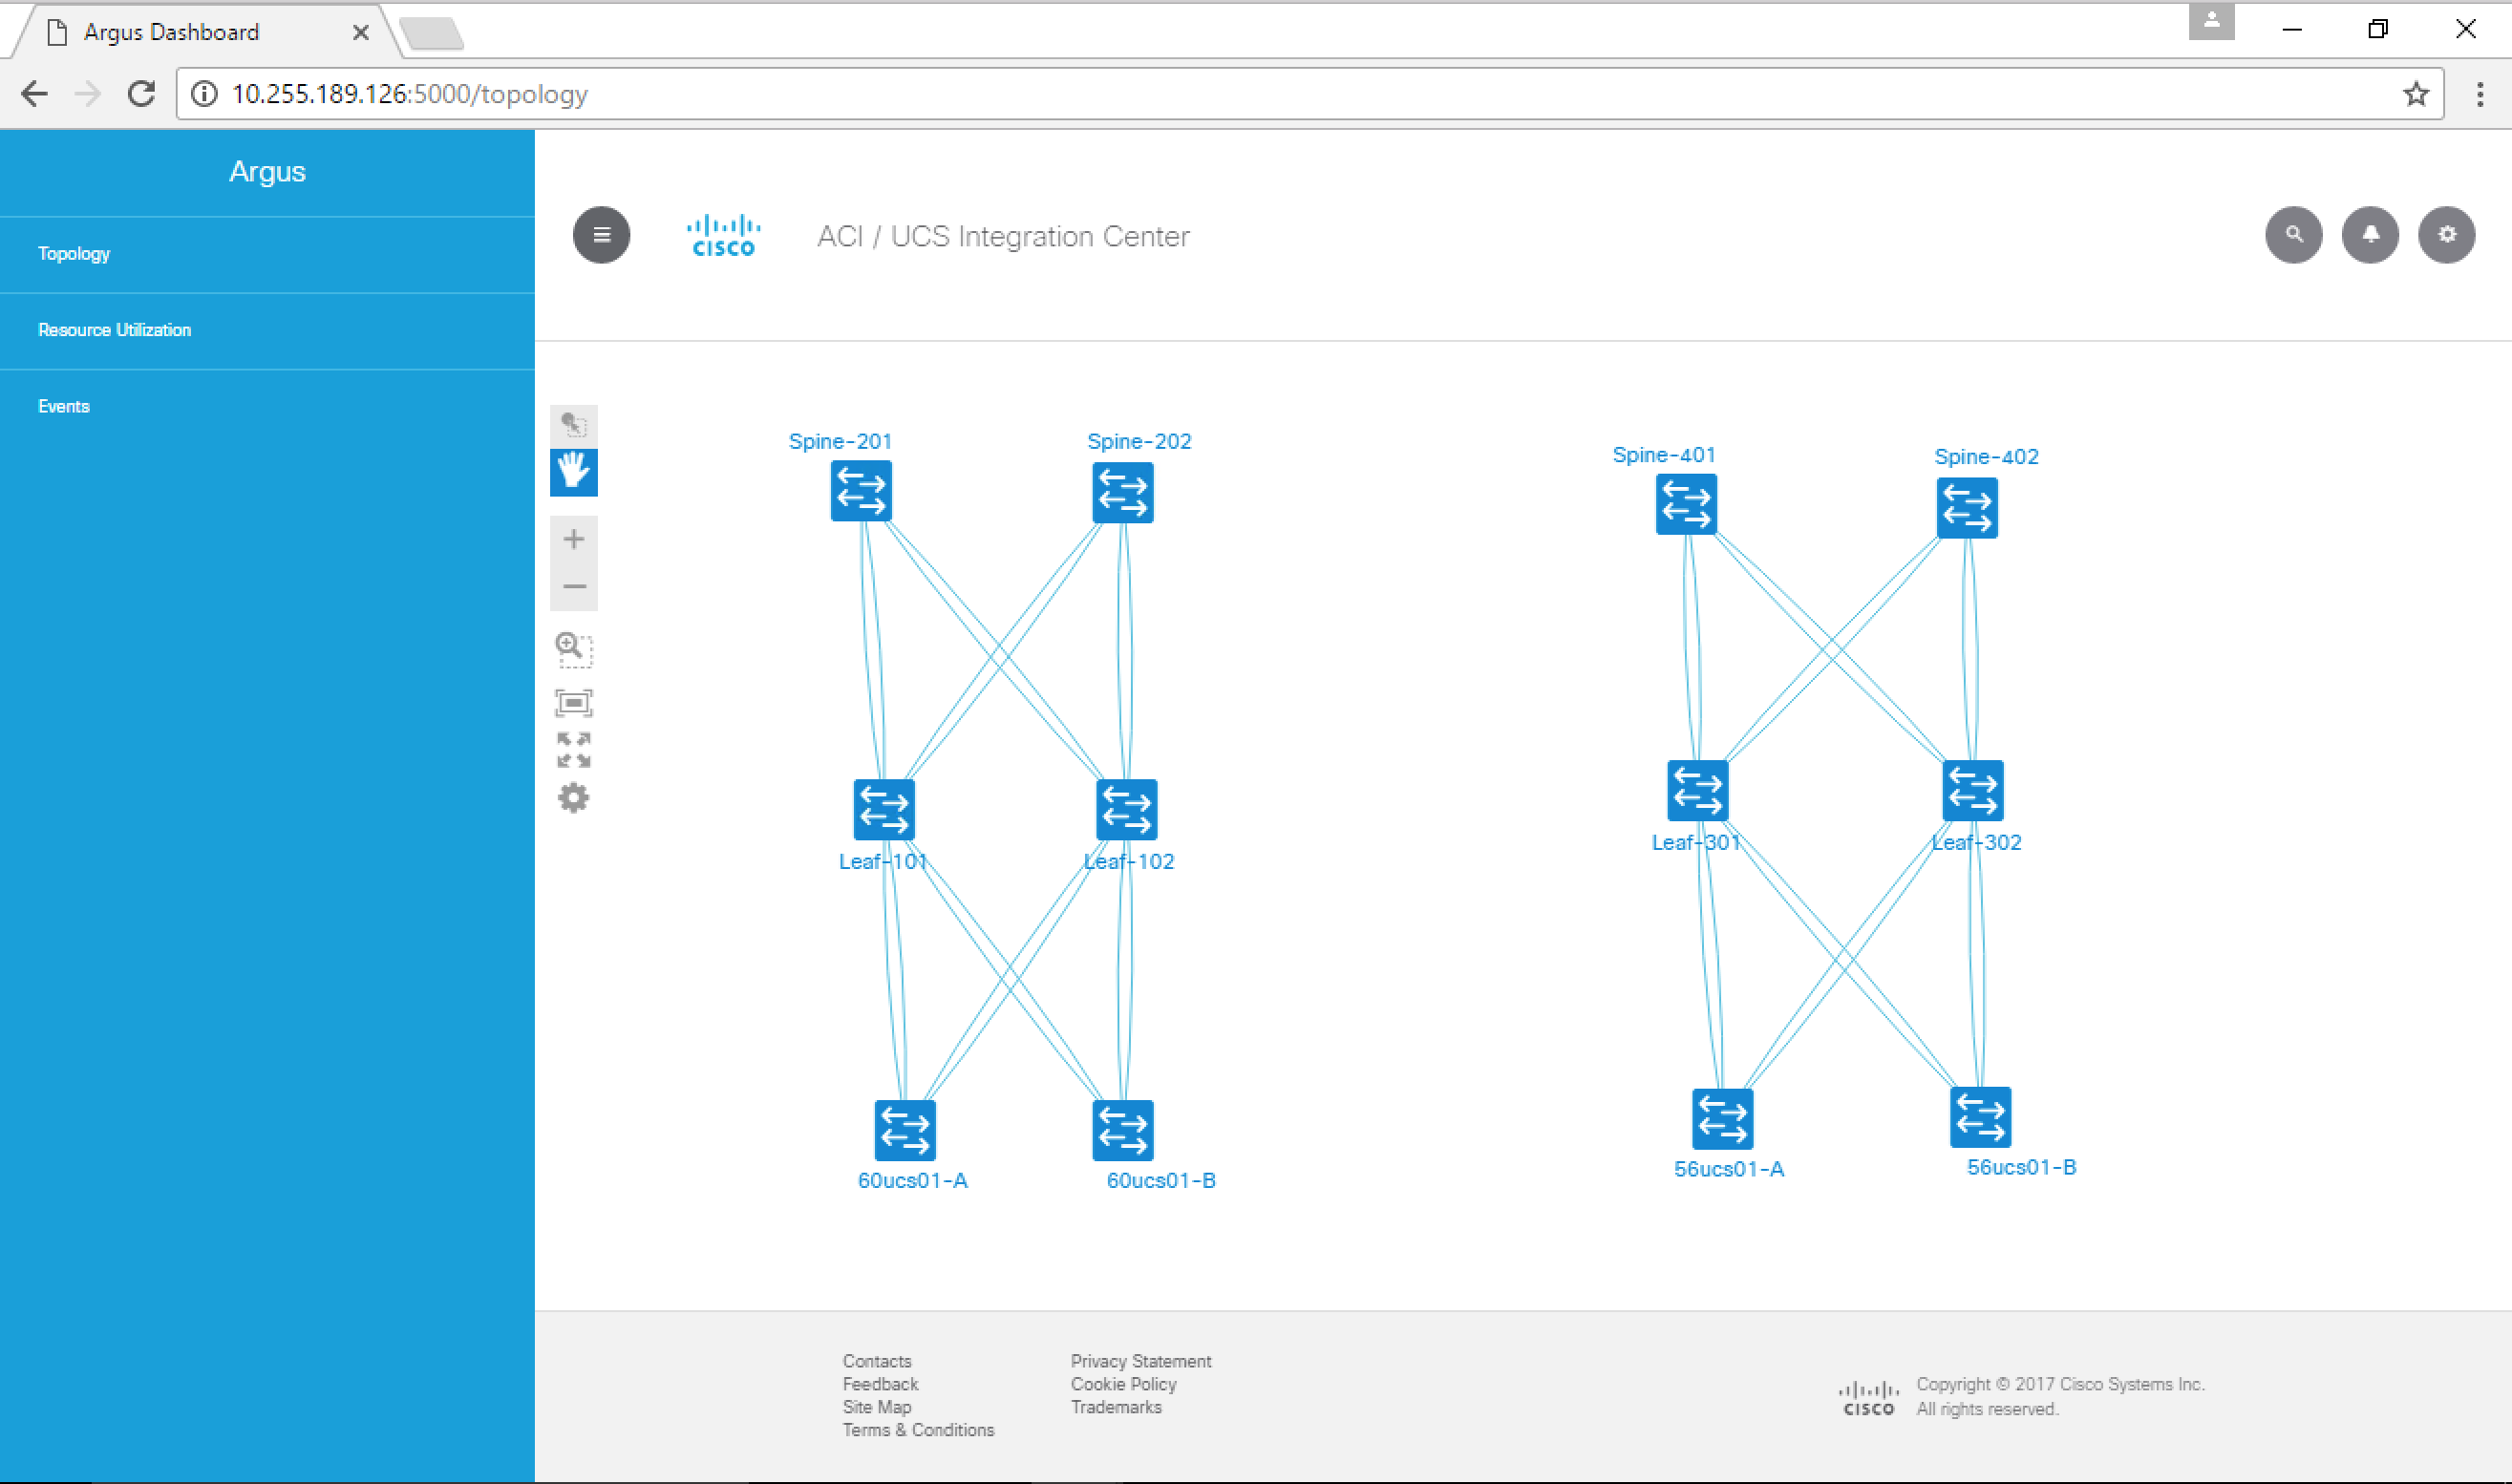 Argus Dashboard
10.255.189.126:5000/topology
Argus
Topology
Resource Utilization
Events
CISCO
ACI / UCS Integration Center
Spine-201
Spine-202
Spine-401
Spine-402
Leaf-101
Leaf-102
Leaf-301
Leaf-302
60ucs01-A
60ucs01-B
56ucs01-A
56ucs01-B
Contacts
Feedback
Site Map
Terms & Conditions
Privacy Statement
Cookie Policy
Trademarks
CISCO
Copyright © 2017 Cisco Systems Inc.
All rights reserved.